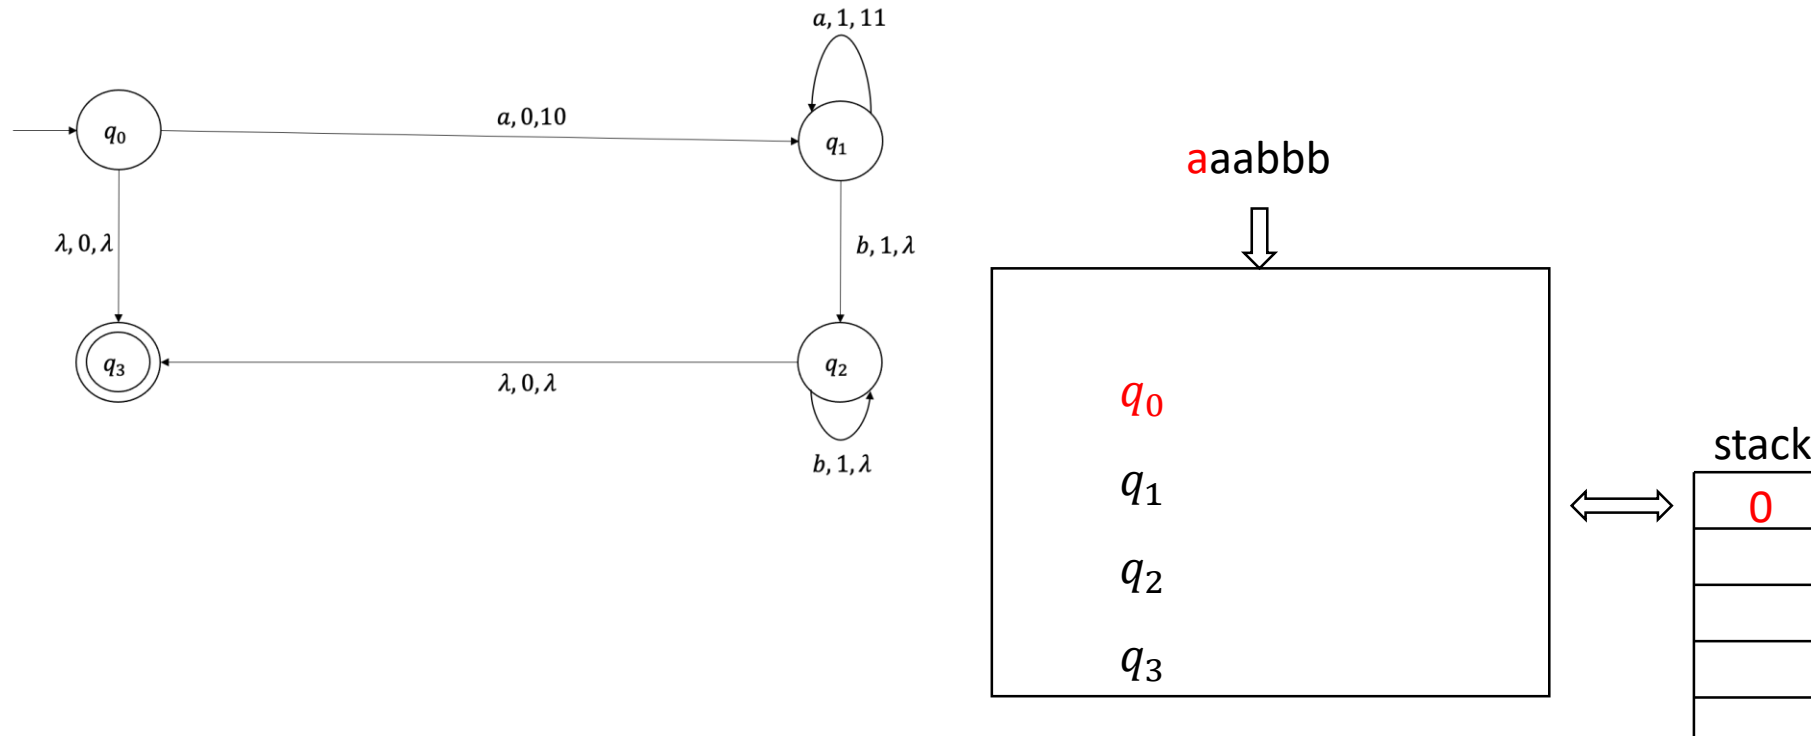 a, 1, 11
q₀
a, 0,10
q₁
λ, 0, λ
b, 1, λ
q₃
λ, 0, λ
q₂
b, 1, λ
aaabbb
q₀
q₁
q₂
q₃
stack
0